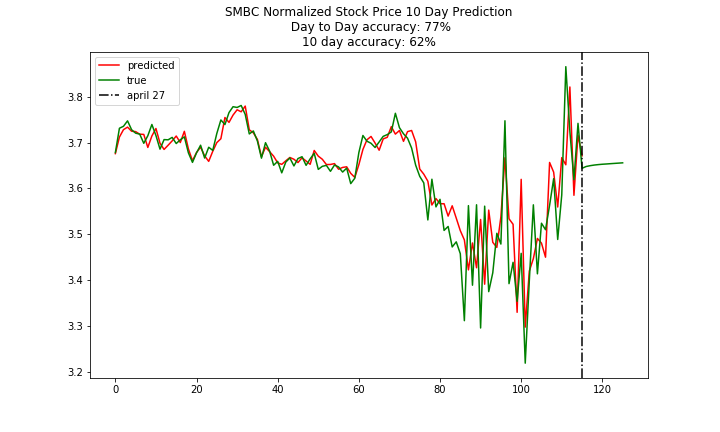 SMBC Normalized Stock Price 10 Day Prediction
Day to Day accuracy: 77%
10 day accuracy: 62%
predicted
true
april 27
3.8
3.7
3.6
3.5
3.4
3.3
3.2
0 20 40 60 80 100 120